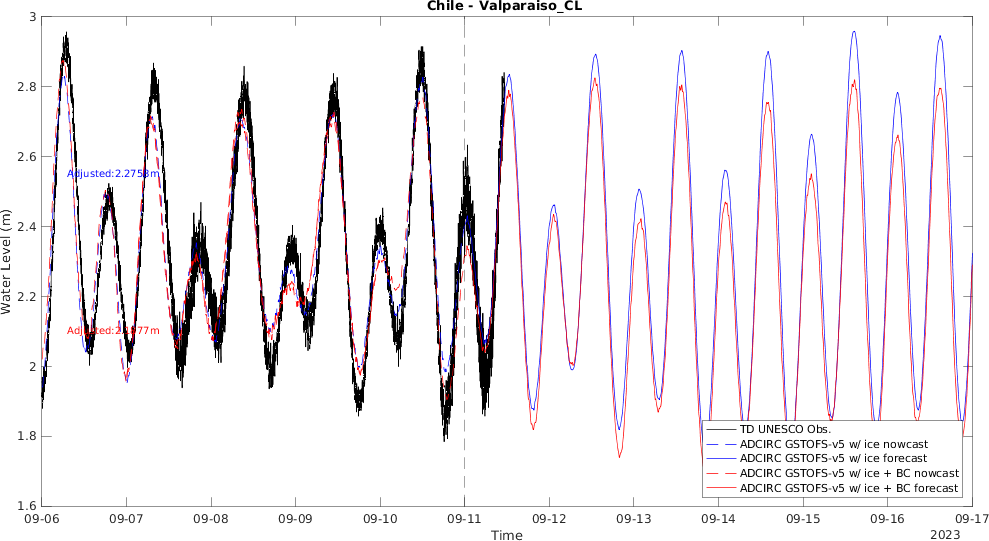 Chile - Valparaiso_CL
3
2.8
2.6
2.4
2.2
2
1.8
1.6
Water Level (m)
Adjusted:2.2753m
TD UNESCO Obs.
ADCIRC GSTOFS-v5 w/ ice nowcast
ADCIRC GSTOFS-v5 w/ ice forecast
ADCIRC GSTOFS-v5 w/ ice + BC nowcast
ADCIRC GSTOFS-v5 w/ ice + BC forecast
09-06 09-07 09-08 09-09 09-10 09-11 09-12 09-13 09-14 09-15 09-16 09-17
Time
2023